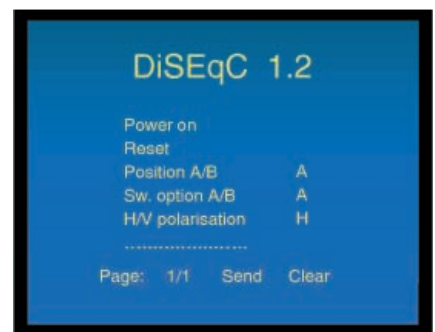 DiSEqC 1.2
Power on
Reset
Position A/B A
Sw. option A/B A
H/V polarisation H
----------------------
Page: 1/1 Send Clear